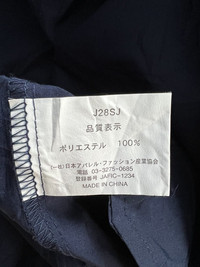 J28SJ
品質表示
ポリエステル 100%
(一社)日本アパレル・ファッション産業協会
電話 03-3275-0685
登録番号 JAFIC-1234
MADE IN CHINA